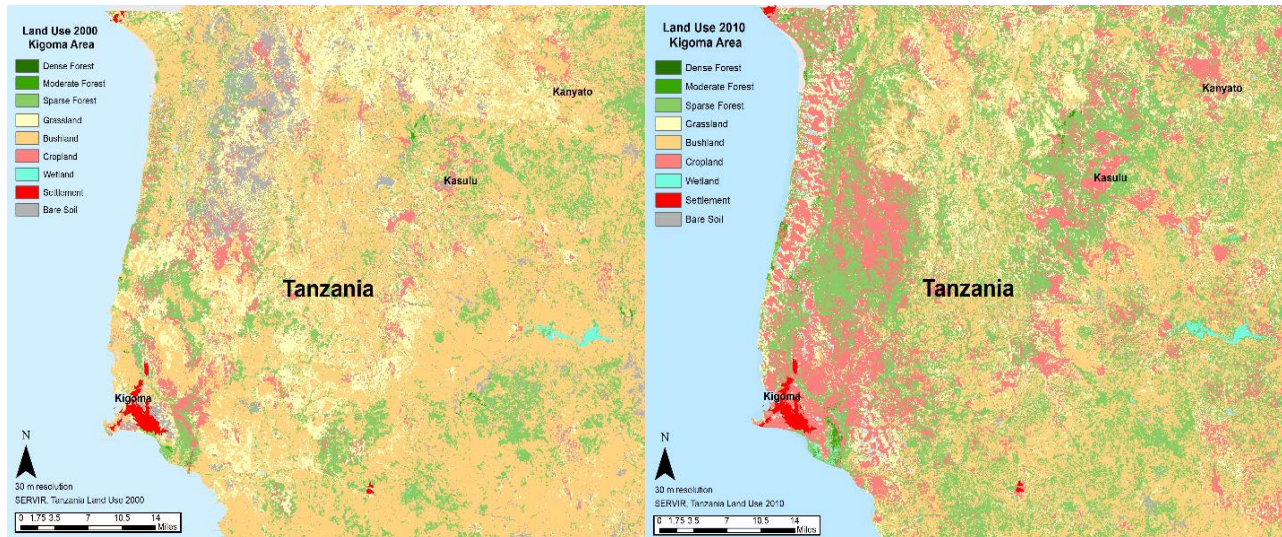 Land Use 2000
Kigoma Area
Dense Forest
Moderate Forest
Sparse Forest
Grassland
Bushland
Cropland
Wetland
Settlement
Bare Soil
Kanyato
Kasulu
Tanzania
Kigoma
N
30 m resolution
SERVIR, Tanzania Land Use 2000
0 1.75 3.5 7 10.5 14
Miles
Land Use 2010
Kigoma Area
Dense Forest
Moderate Forest
Sparse Forest
Grassland
Bushland
Cropland
Wetland
Settlement
Bare Soil
Kanyato
Kasulu
Tanzania
Kigoma
N
30 m resolution
SERVIR, Tanzania Land Use 2010
0 1.75 3.5 7 10.5 14
Miles